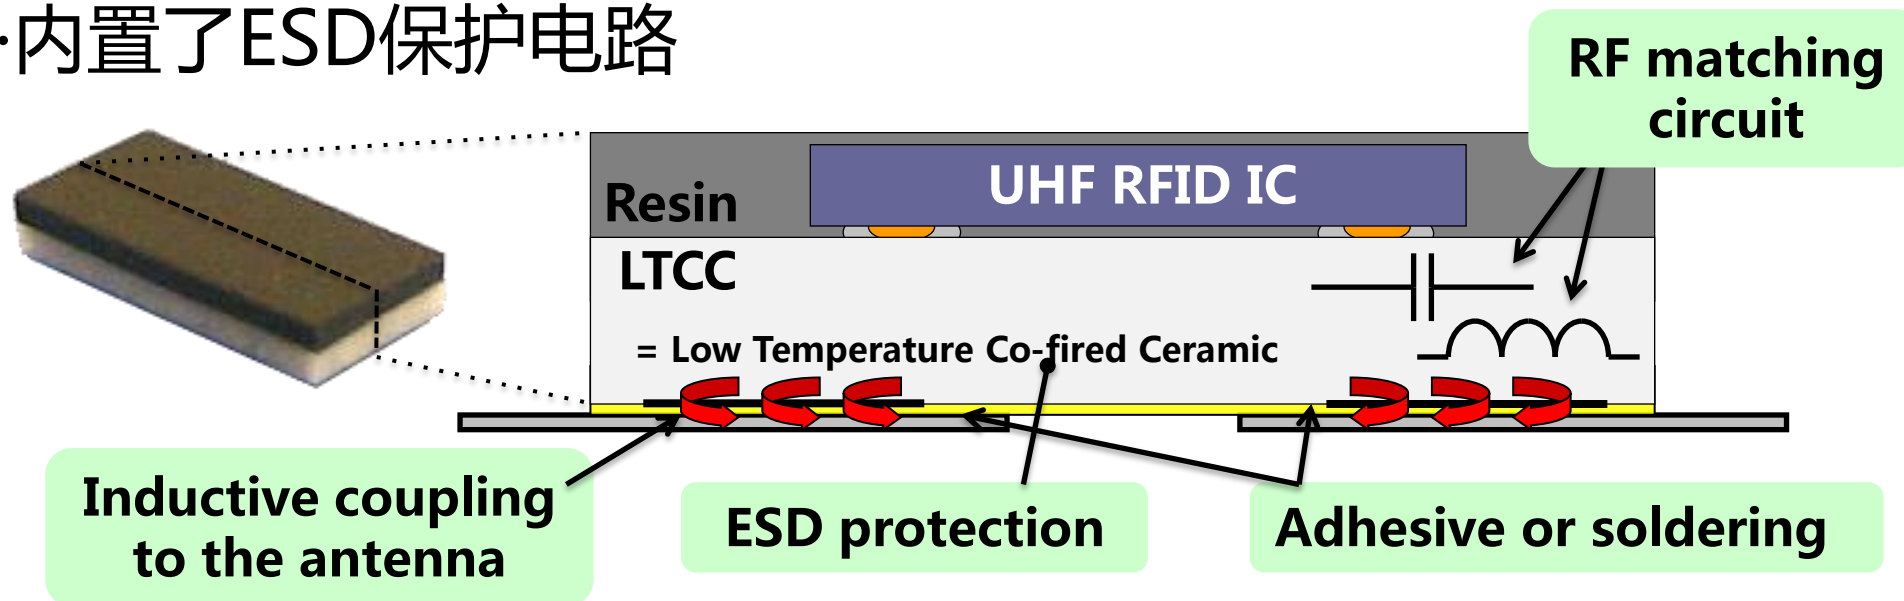 ·内置了ESD保护电路
RF matching
circuit
UHF RFID IC
Resin
LTCC
= Low Temperature Co-fired Ceramic
Inductive coupling
to the antenna
ESD protection
Adhesive or soldering